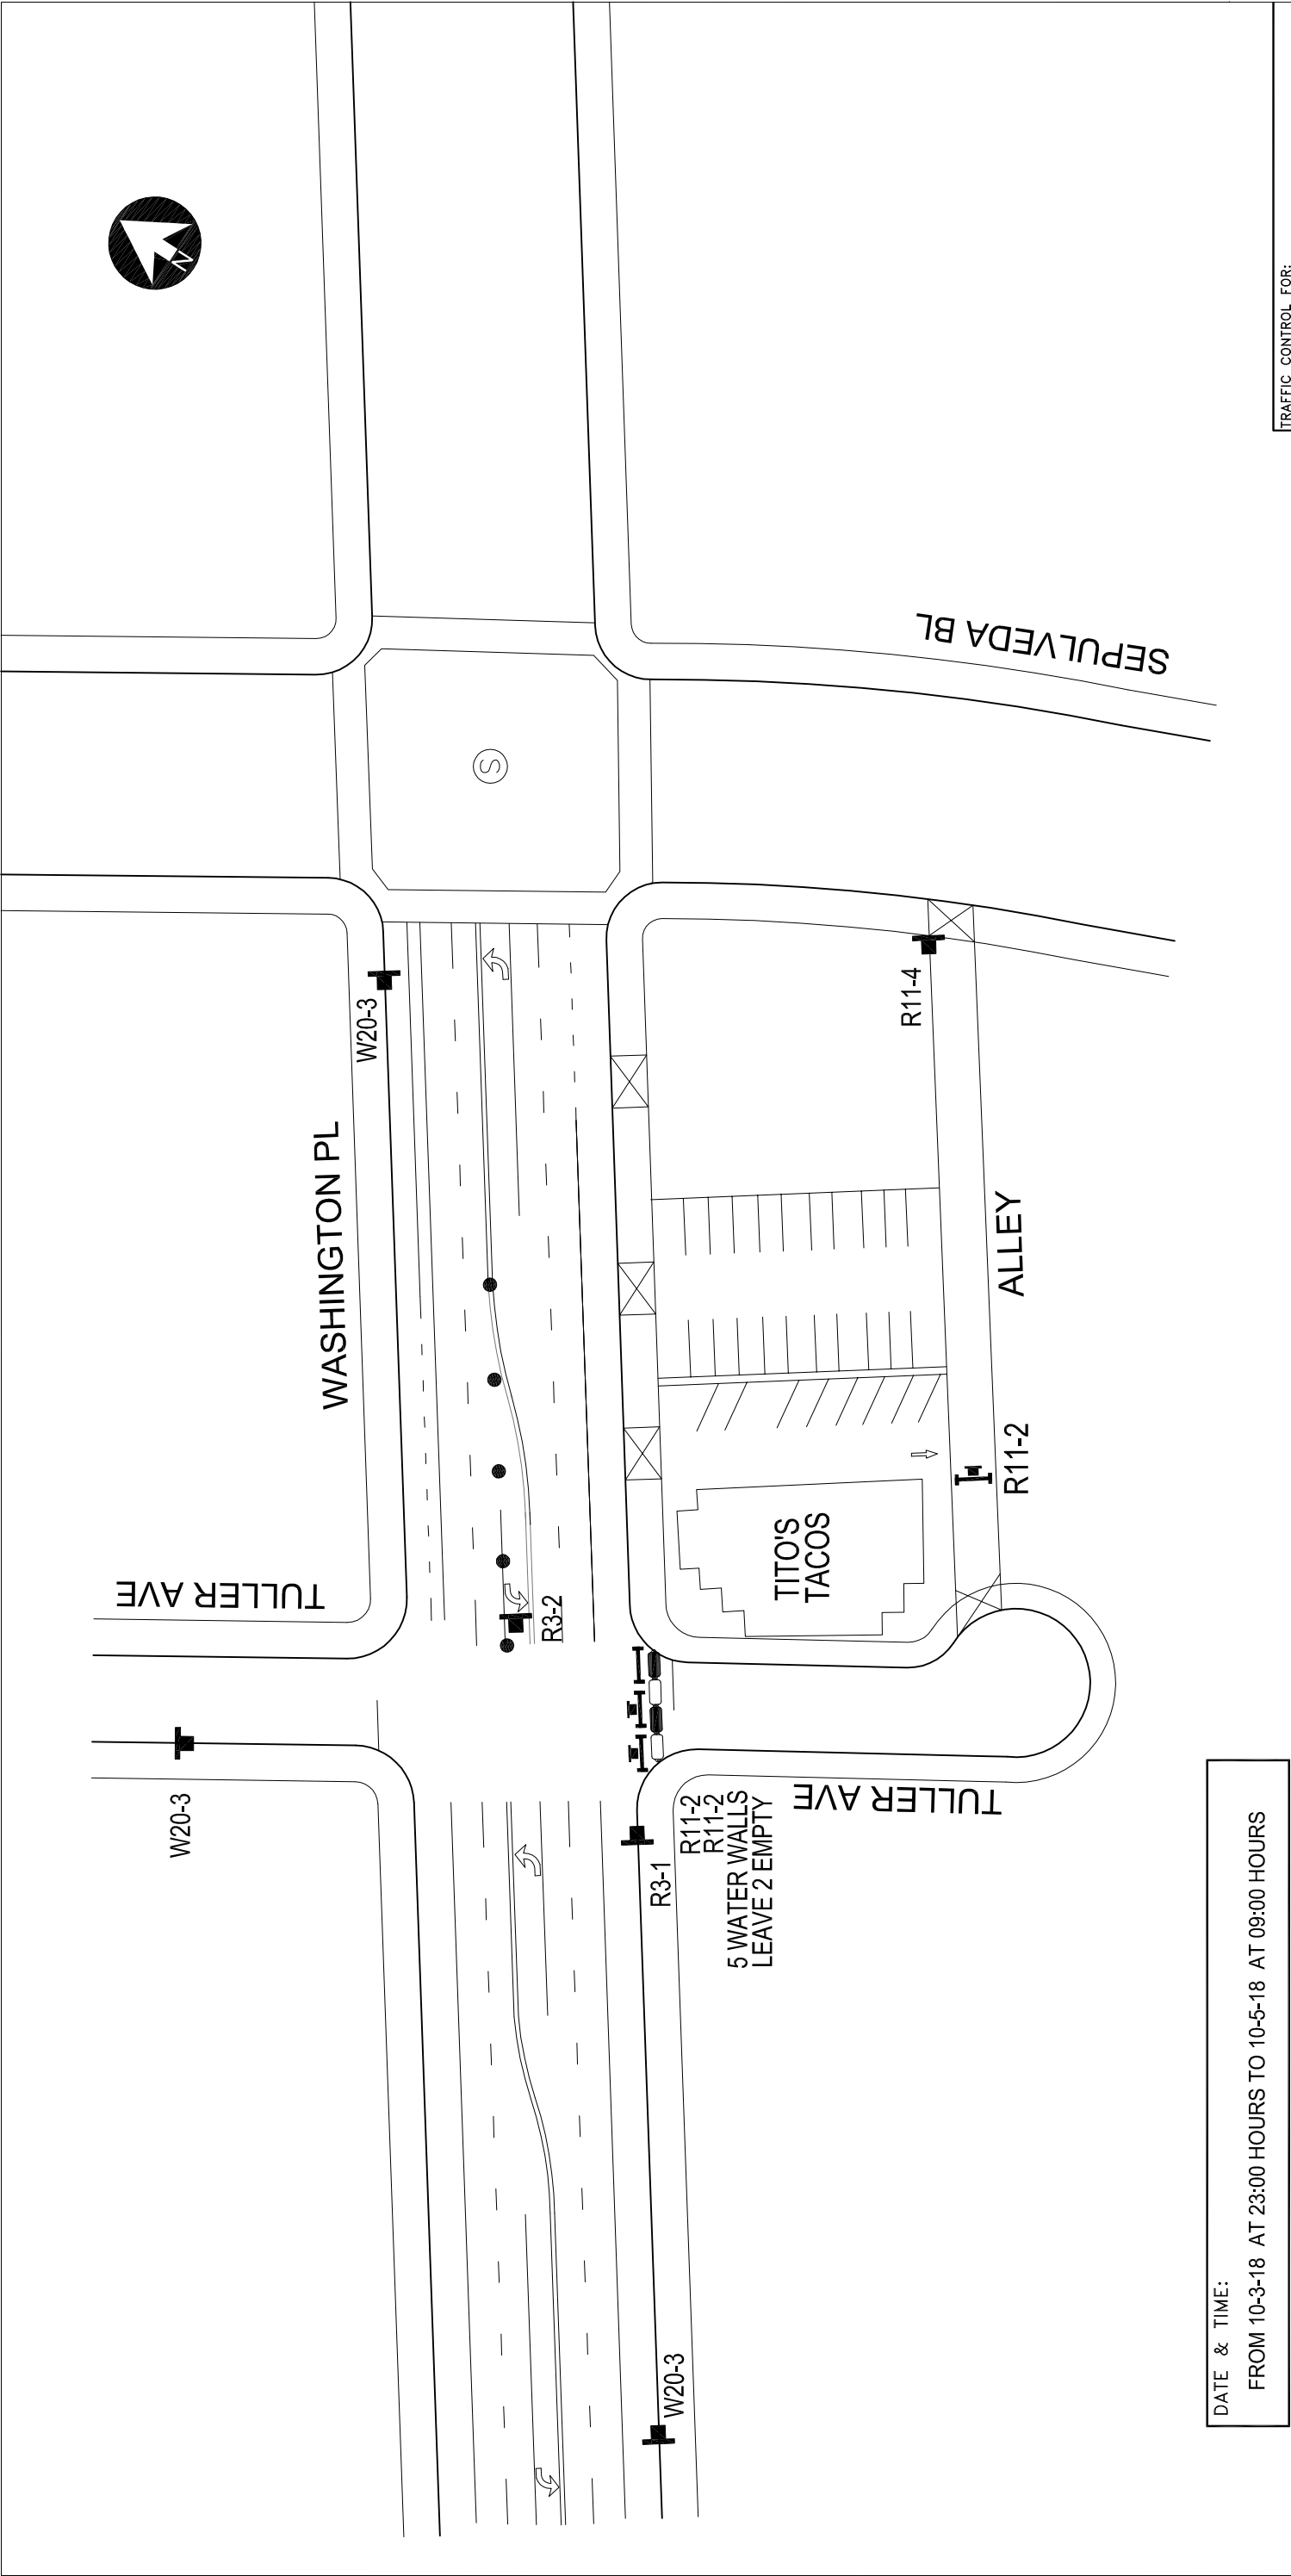 N
TRAFFIC CONTROL FOR:
SEPULVEDA BL
S
W20-3
R11-4
WASHINGTON PL
ALLEY
R11-2
TITO'S
TACOS
TULLER AVE
R3-2
W20-3
TULLER AVE
R3-1
R11-2
R11-2
5 WATER WALLS
LEAVE 2 EMPTY
W20-3
DATE & TIME:
FROM 10-3-18 AT 23:00 HOURS TO 10-5-18 AT 09:00 HOURS